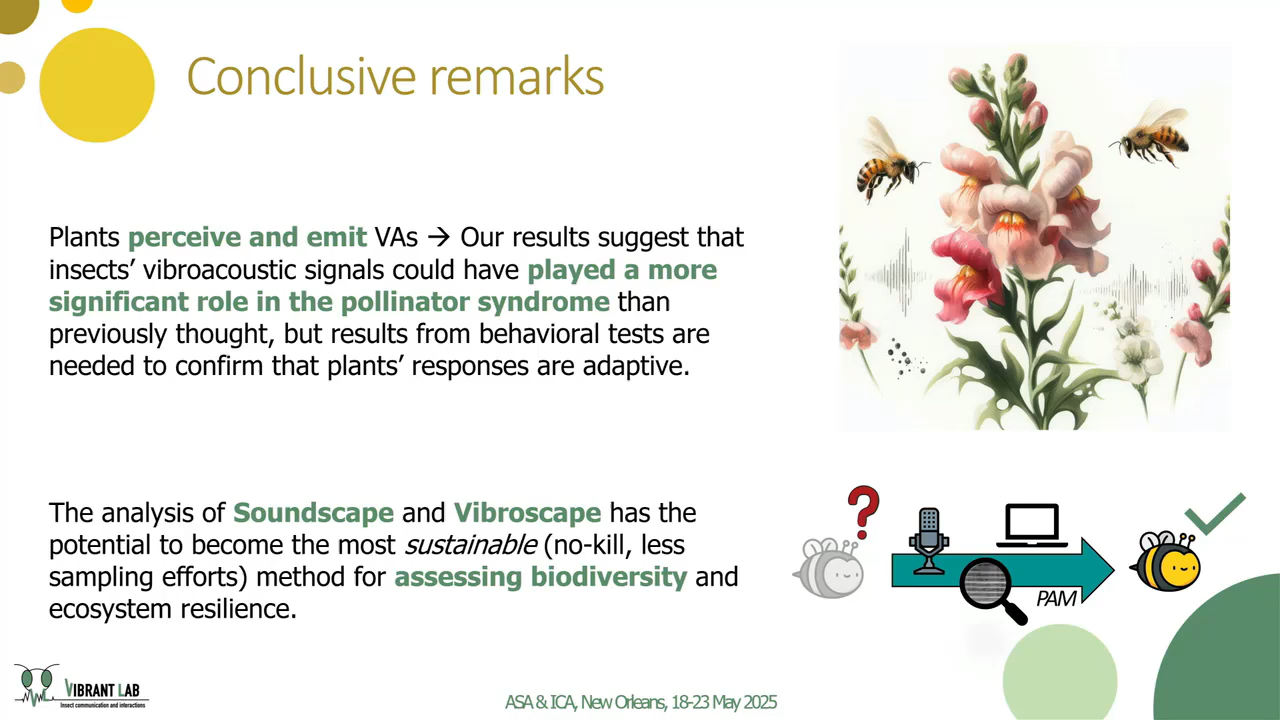 Conclusive remarks
Plants perceive and emit VAs → Our results suggest that
insects’ vibroacoustic signals could have played a more
significant role in the pollinator syndrome than
previously thought, but results from behavioral tests are
needed to confirm that plants’ responses are adaptive.
The analysis of Soundscape and Vibroscape has the
potential to become the most sustainable (no-kill, less
sampling efforts) method for assessing biodiversity and
ecosystem resilience.
?
PAM
VIBRANT LAB
Insect communication and interactions
ASA & ICA, New Orleans, 18-23 May 2025